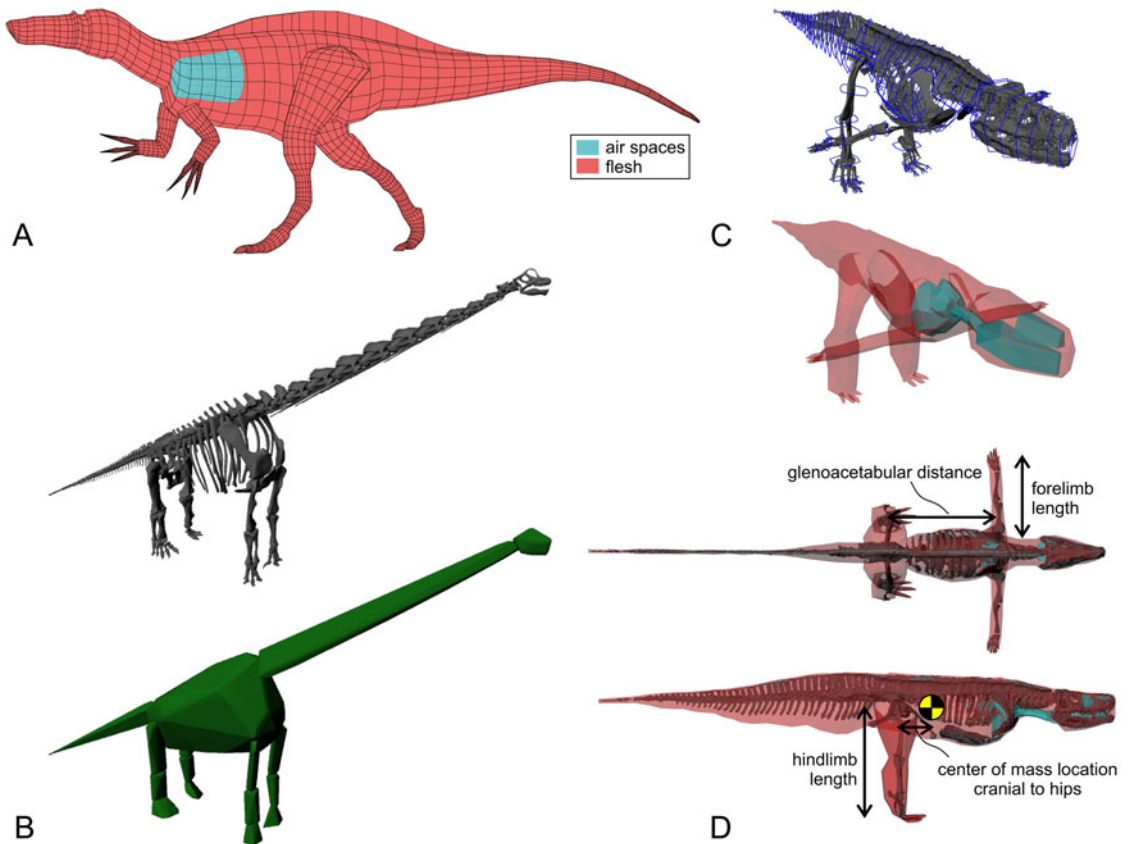 air spaces
flesh
A
C
glenoacetabular distance
forelimb
length
hindlimb
length
center of mass location
cranial to hips
B
D